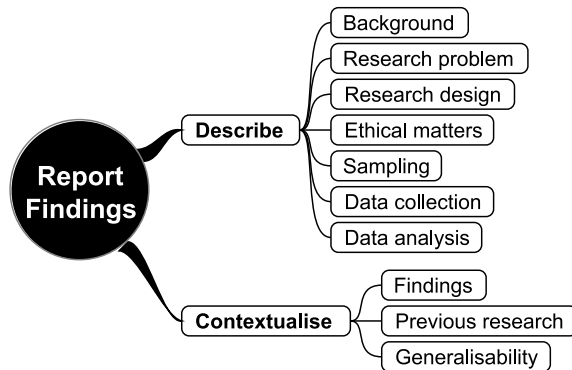 Report
Findings
Describe
Background
Research problem
Research design
Ethical matters
Sampling
Data collection
Data analysis
Contextualise
Findings
Previous research
Generalisability